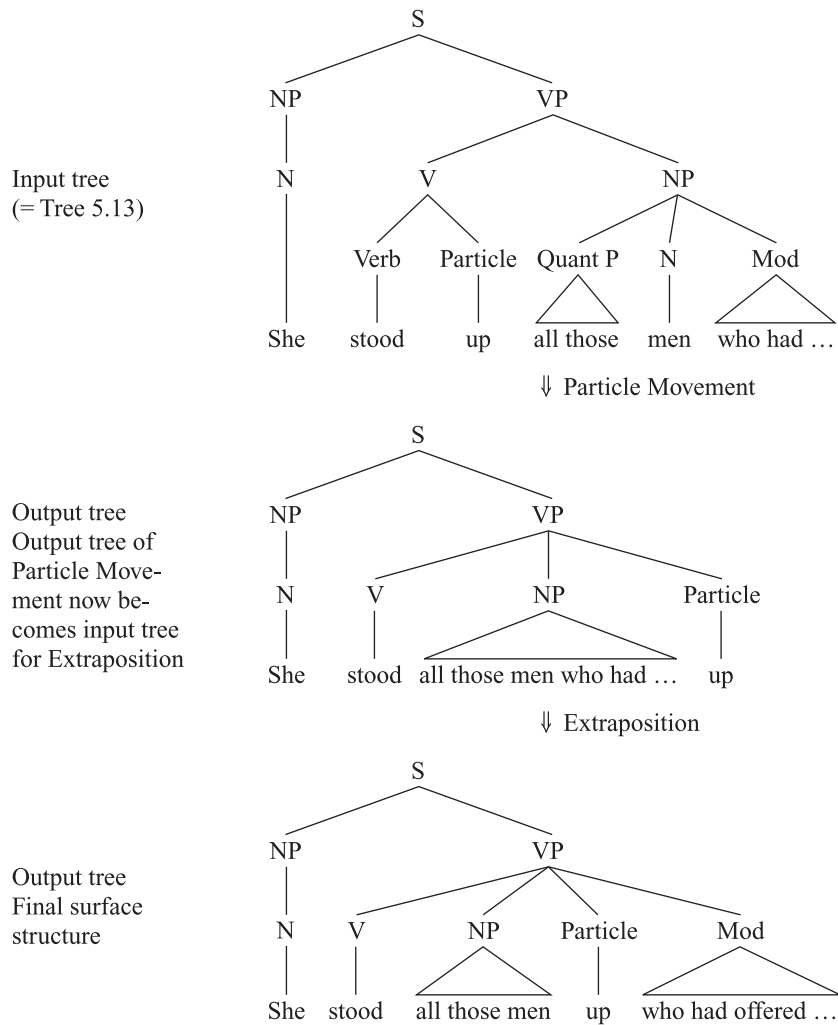 S
NP VP
Input tree
(= Tree 5.13)
N V NP
Verb Particle Quant P N Mod
She stood up all those men who had …
⇓ Particle Movement
S
Output tree
Output tree of
Particle Move-
ment now be-
comes input tree
for Extraposition
NP VP
N V NP Particle
She stood all those men who had … up
⇓ Extraposition
S
NP VP
Output tree
Final surface
structure
N V NP Particle Mod
She stood all those men up who had offered …